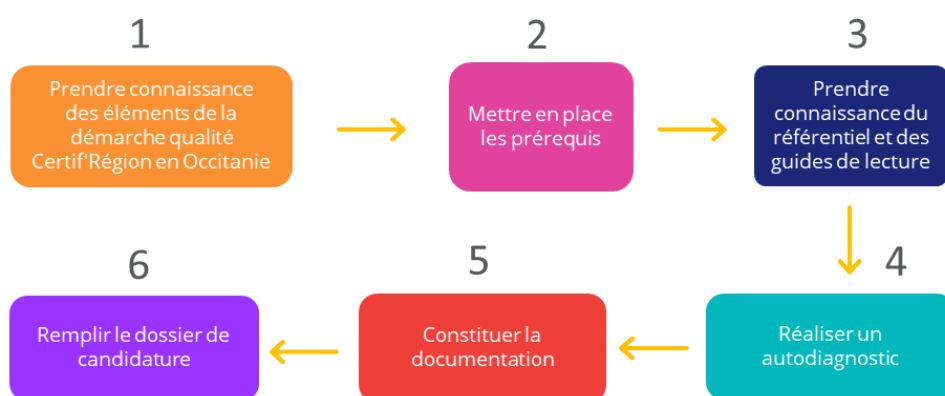 1
Prendre connaissance
des éléments de la
démarche qualité
Certif'Région en Occitanie
2
Mettre en place
les prérequis
3
Prendre
connaissance du
référentiel et des
guides de lecture
4
Réaliser un
autodiagnostic
5
Constituer la
documentation
6
Remplir le dossier de
candidature